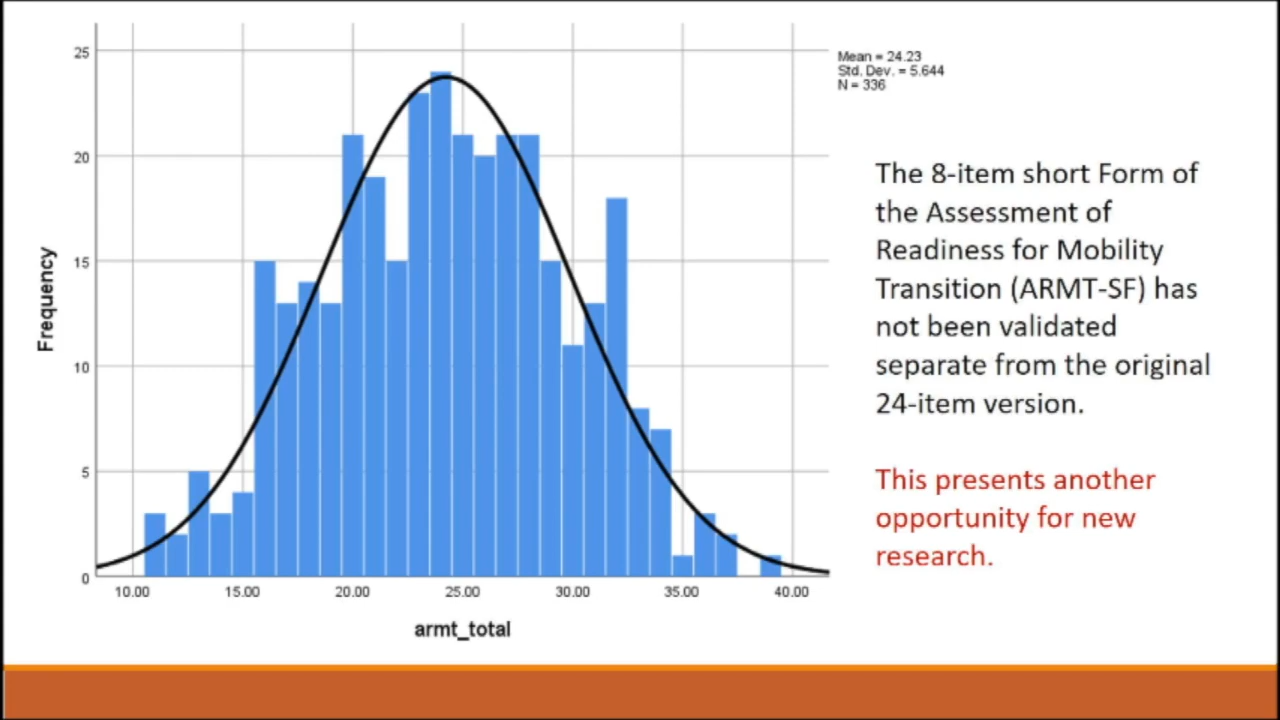 25
20
15
10
5
0
Frequency
10.00 15.00 20.00 25.00 30.00 35.00 40.00
armt_total
Mean = 24.23
Std. Dev. = 5.644
N = 336
The 8-item short Form of
the Assessment of
Readiness for Mobility
Transition (ARMT-SF) has
not been validated
separate from the original
24-item version.
This presents another
opportunity for new
research.